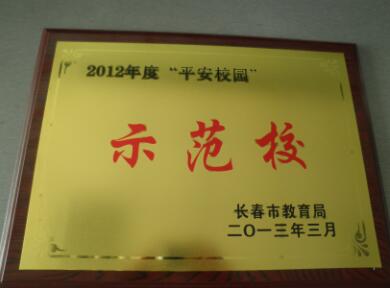 2012年度“平安校园”
示范校
长春市教育局
二〇一三年三月